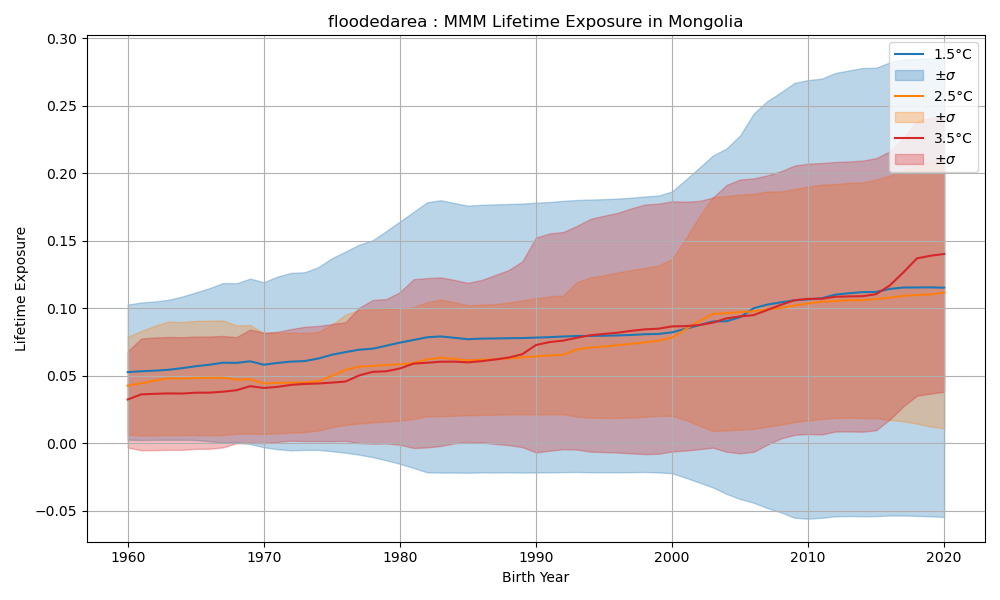 floodedarea : MMM Lifetime Exposure in Mongolia
Lifetime Exposure
0.30
0.25
0.20
0.15
0.10
0.05
0.00
−0.05
1960
1970
1980
1990
2000
2010
2020
Birth Year
1.5°C
±σ
2.5°C
±σ
3.5°C
±σ